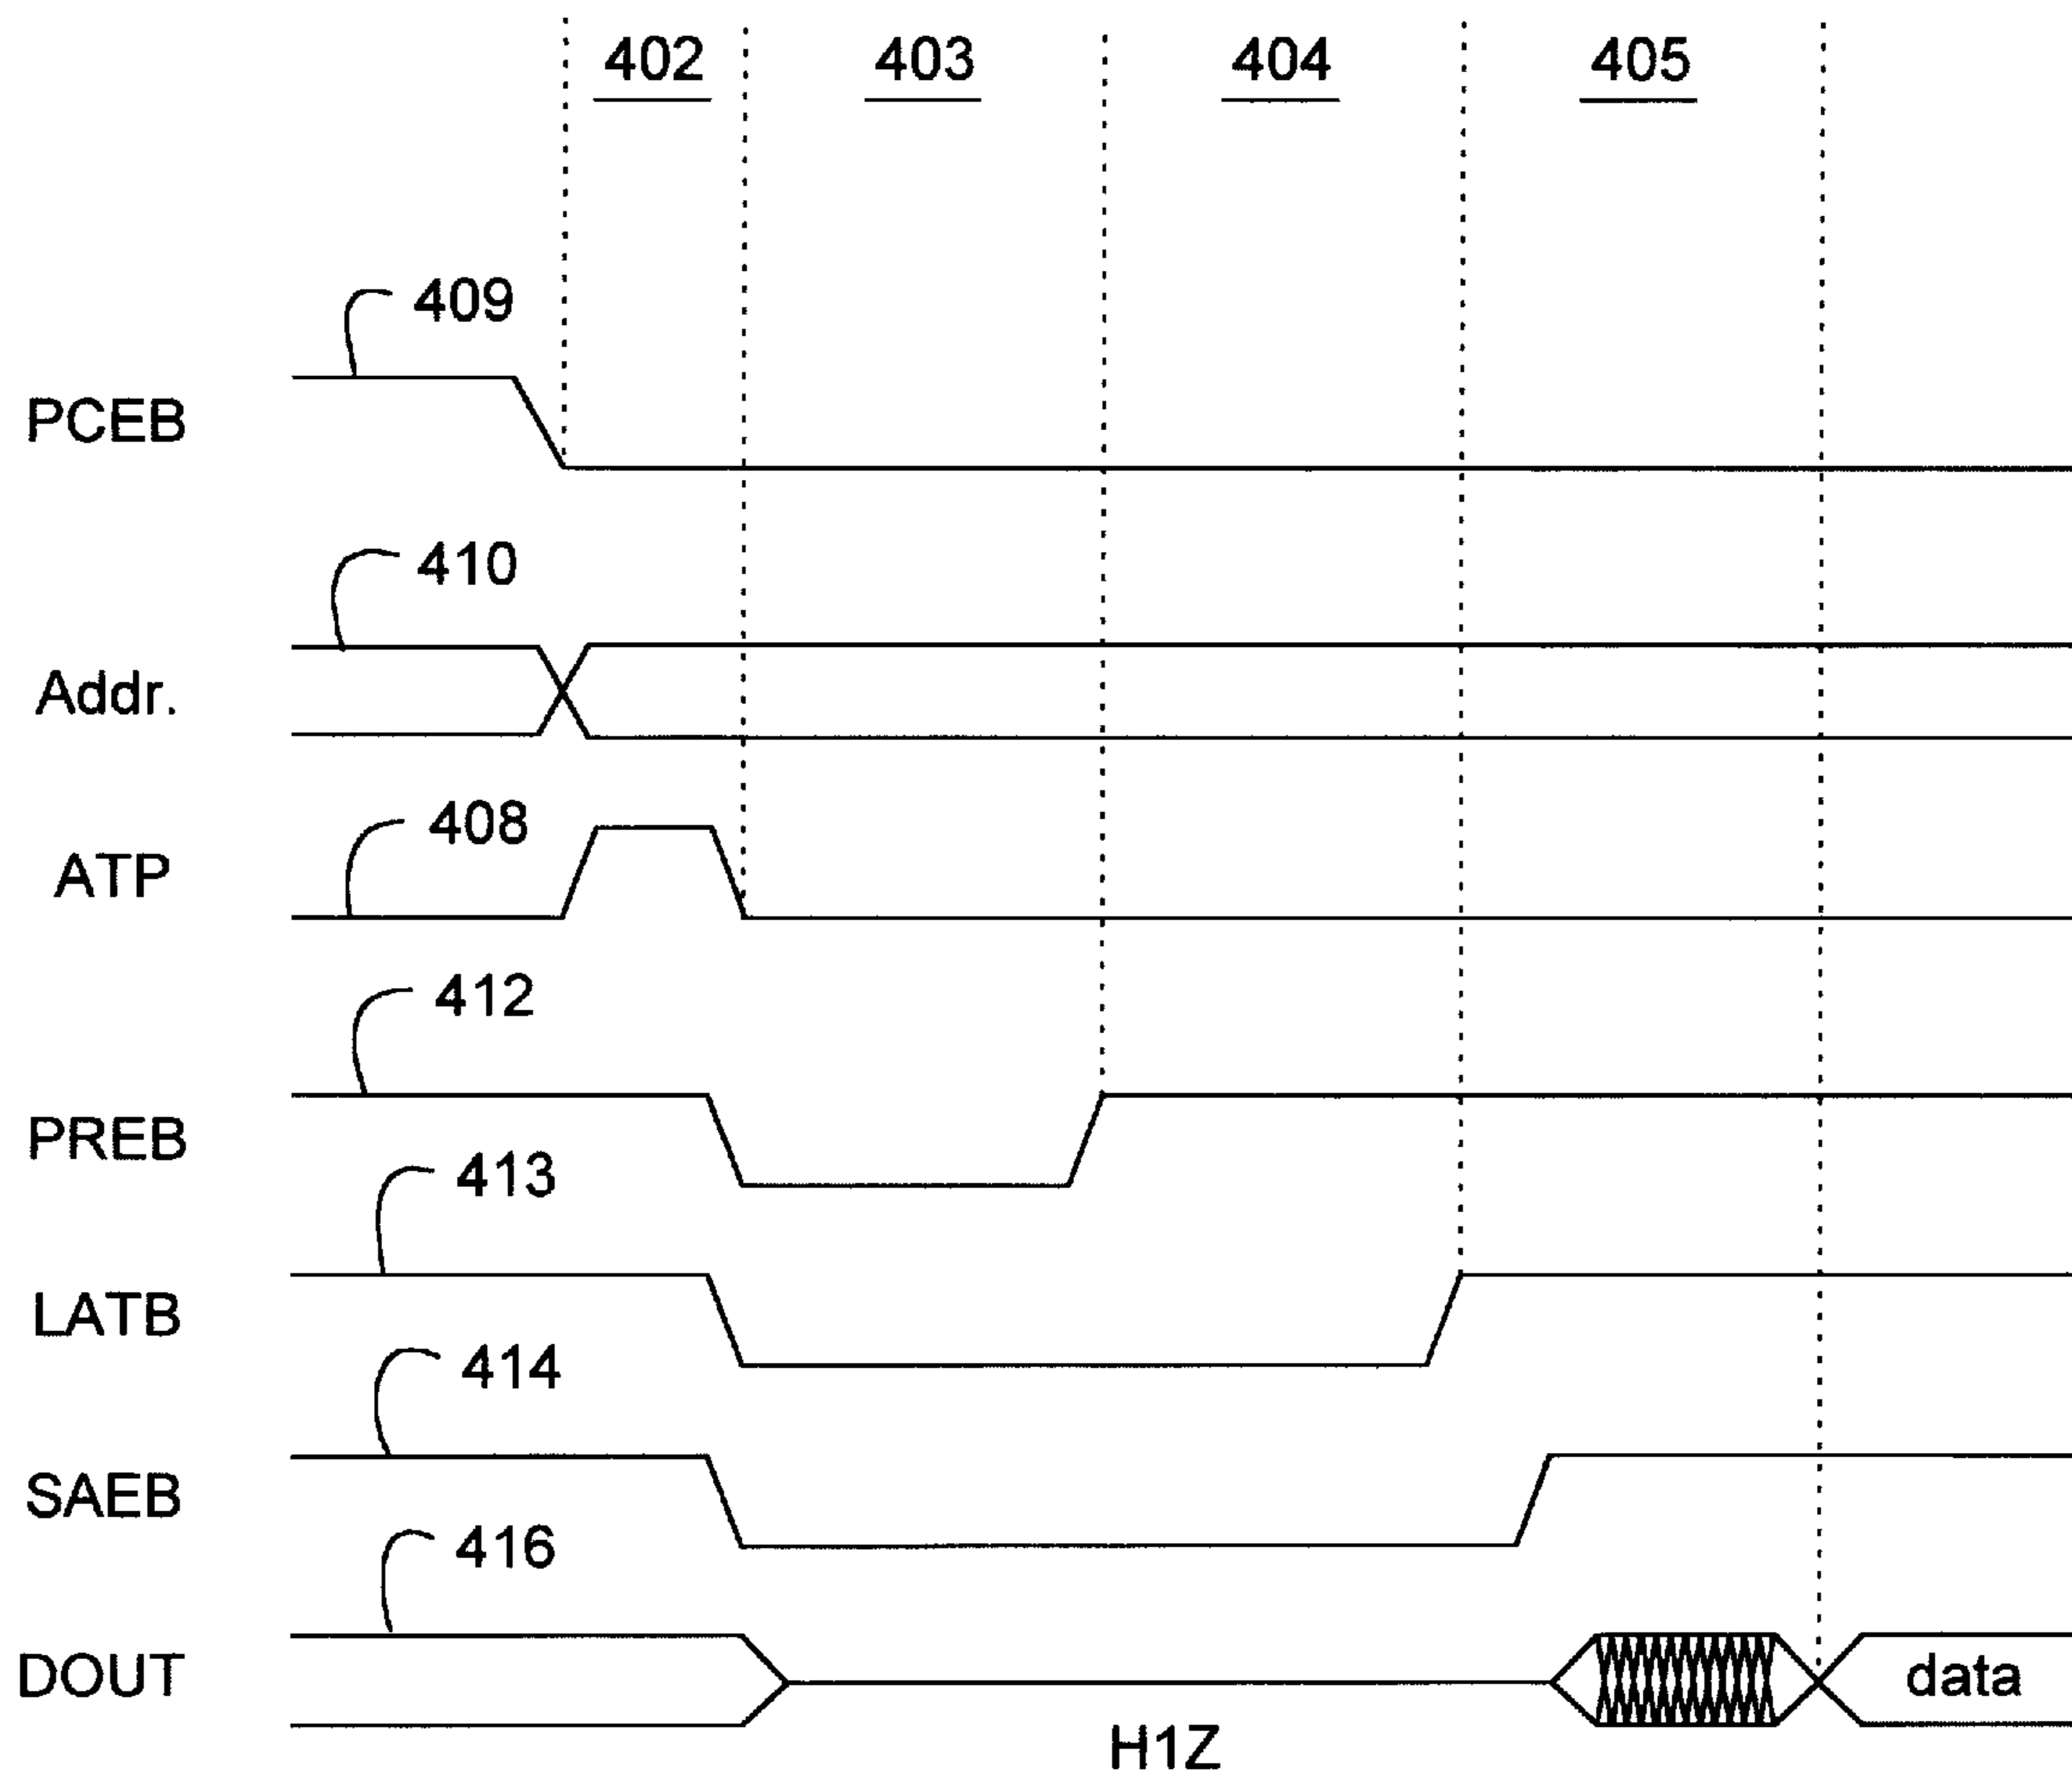 402 403 404 405
409
PCEB
410
Addr.
408
ATP
412
PREB
413
LATB
414
SAEB
416
DOUT data
H1Z